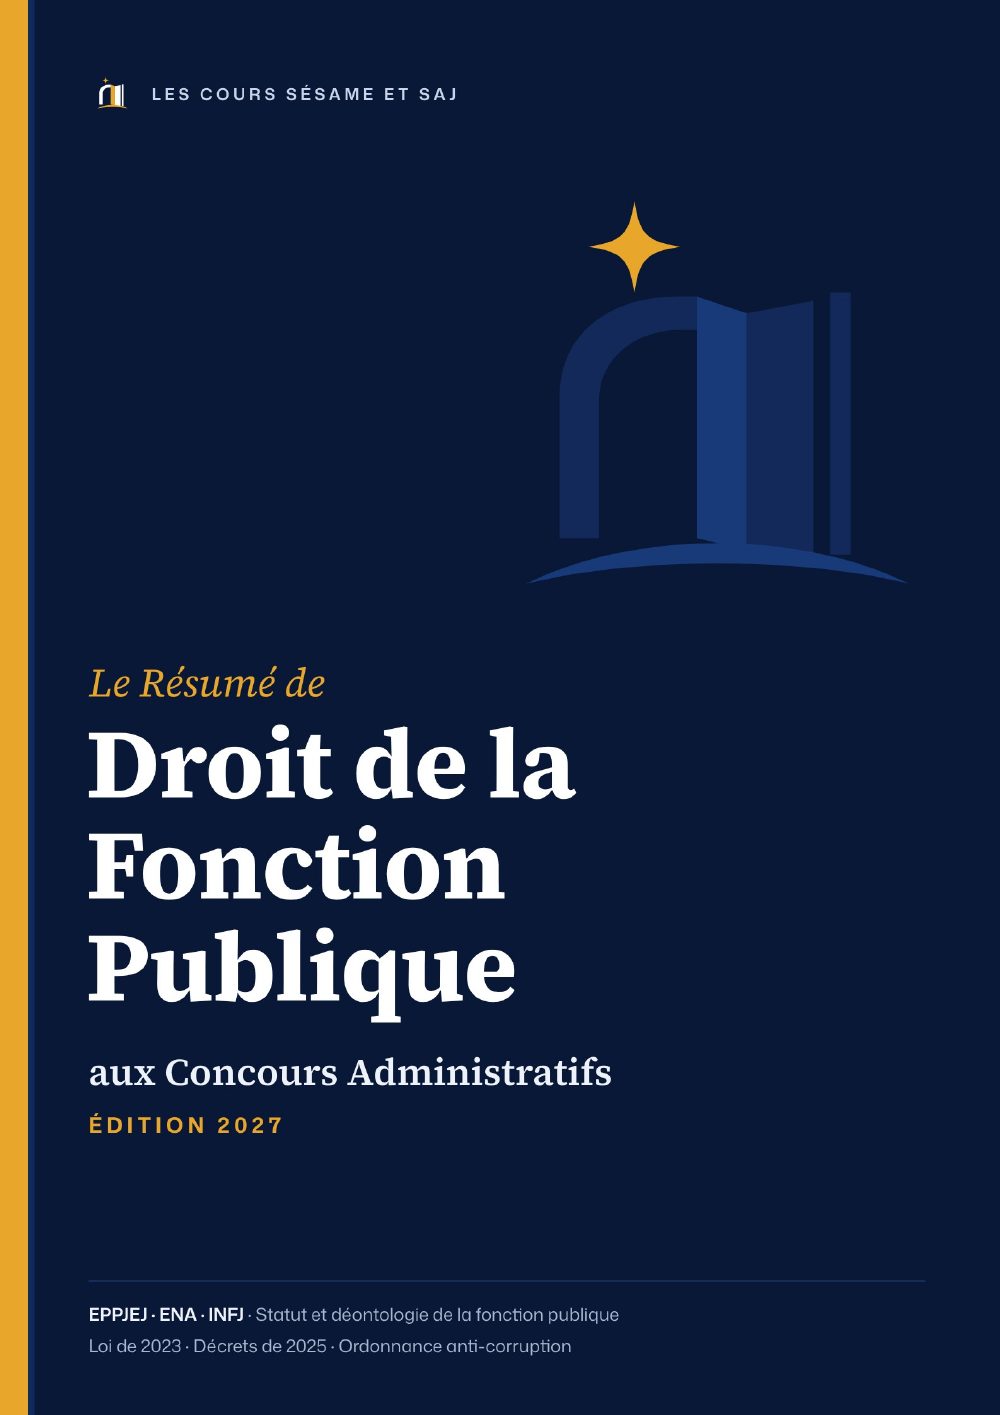 LES COURS SÉSAME ET SAJ
Le Résumé de
Droit de la
Fonction
Publique
aux Concours Administratifs
ÉDITION 2027
EPPJEJ · ENA · INFJ · Statut et déontologie de la fonction publique
Loi de 2023 · Décrets de 2025 · Ordonnance anti-corruption